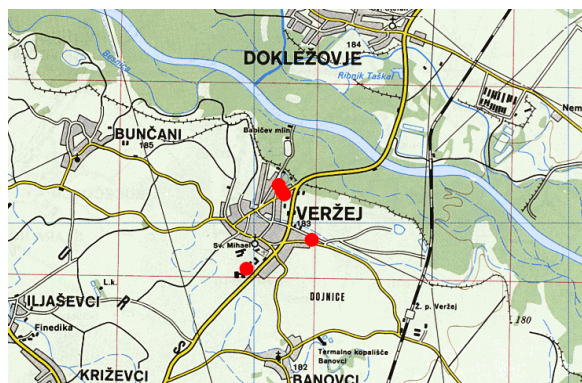 DOKLEŽOVJE
184
Ribnik Taškal
BUNČANI
185
Babičev mlin
Nem
VERŽEJ
183
Sv. Mihael
L.k.
DOJNICE
Ž. p. Veržej
180
ILJAŠEVCI
Finedika
KRIŽEVCI
182
BANOVCI
Termalno kopališče
Banovci